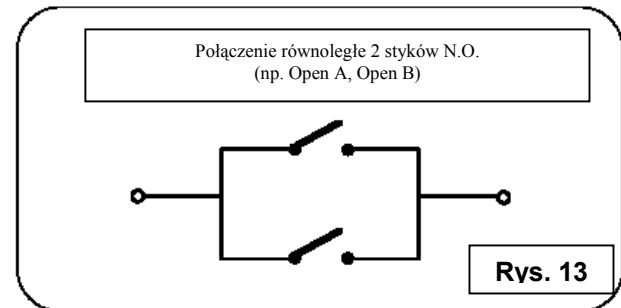 Połączenie równoległe 2 styków N.O.
(np. Open A, Open B)
Rys. 13